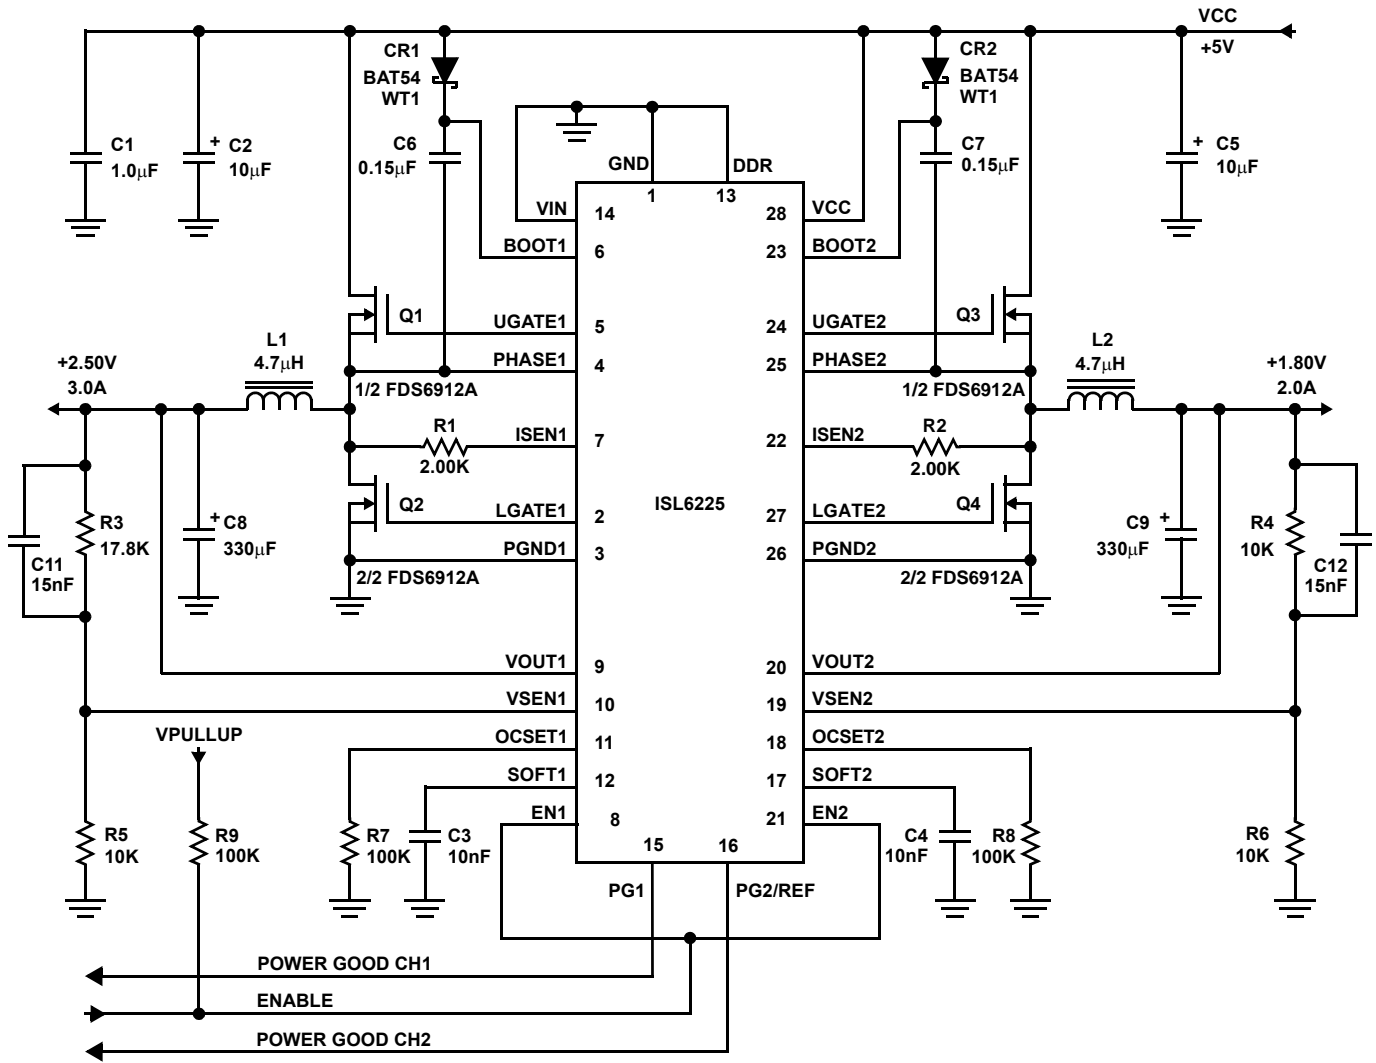 VCC
+5V
CR1
BAT54
WT1
CR2
BAT54
WT1
C1
1.0μF
+ C2
10μF
C6
0.15μF
C7
0.15μF
+ C5
10μF
GND
DDR
1
13
VIN
14
28
VCC
BOOT1
6
23
BOOT2
Q1
UGATE1
5
24
UGATE2
Q3
L1
4.7μH
PHASE1
4
25
PHASE2
L2
4.7μH
+2.50V
3.0A
1/2 FDS6912A
1/2 FDS6912A
+1.80V
2.0A
R1
2.00K
ISEN1
7
22
ISEN2
R2
2.00K
ISL6225
Q2
LGATE1
2
27
LGATE2
Q4
R3
17.8K
+ C8
330μF
C9 +
330μF
R4
10K
C11
15nF
PGND1
3
26
PGND2
C12
15nF
2/2 FDS6912A
2/2 FDS6912A
VOUT1
9
20
VOUT2
VSEN1
10
19
VSEN2
VPULLUP
OCSET1
11
18
OCSET2
SOFT1
12
17
SOFT2
EN1
8
21
EN2
R5
10K
R9
100K
R7
100K
C3
10nF
15
16
C4
10nF
R8
100K
R6
10K
PG1
PG2/REF
POWER GOOD CH1
ENABLE
POWER GOOD CH2